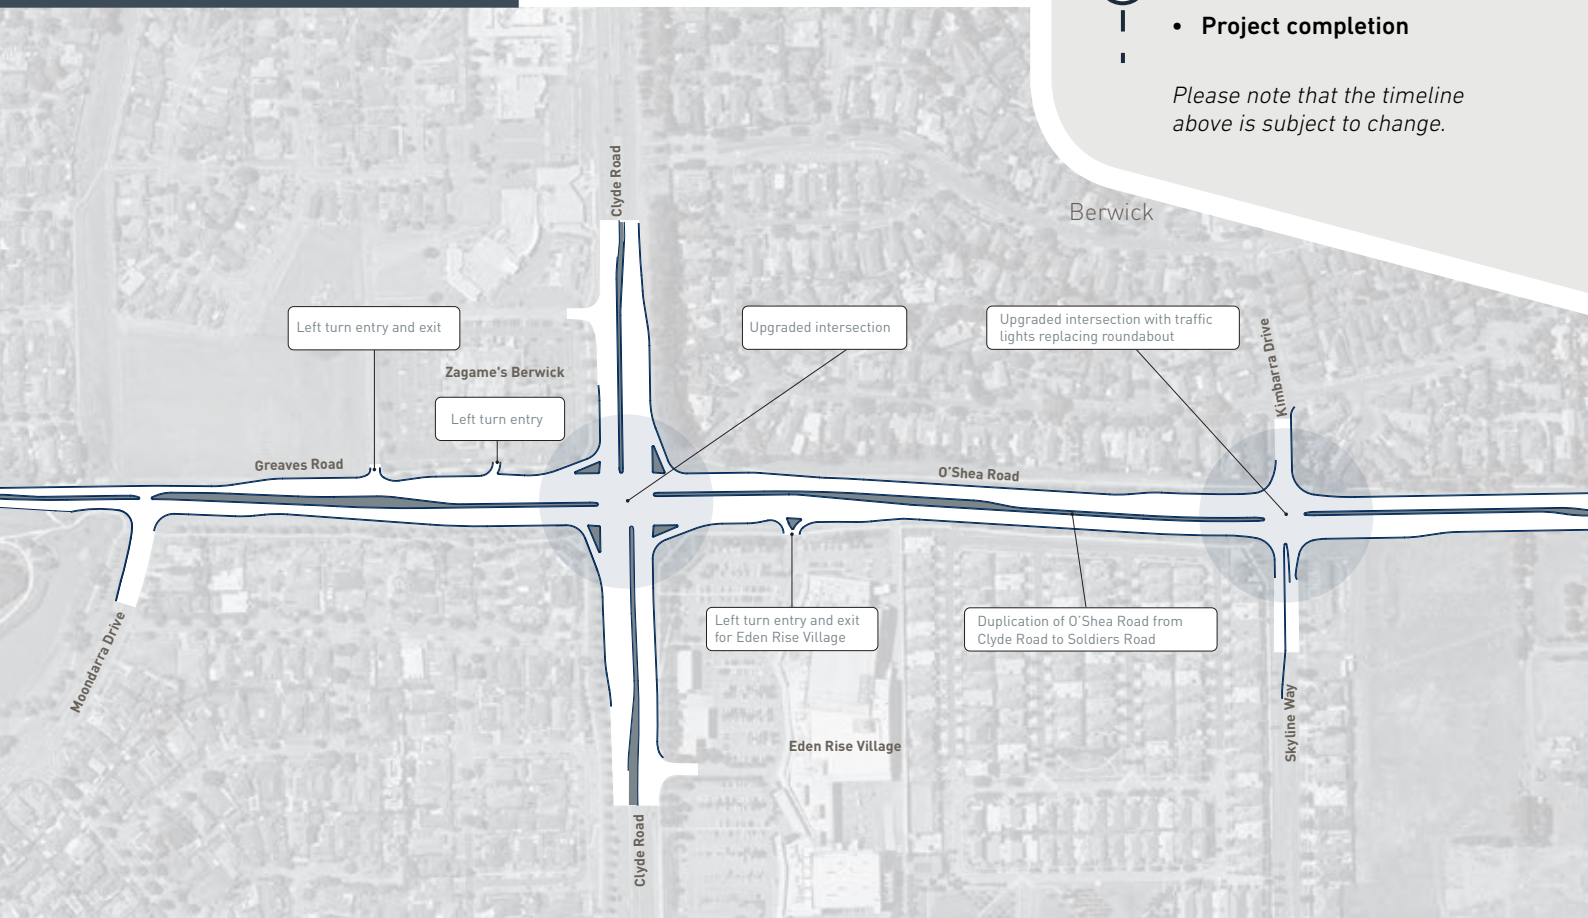 Project completion
Please note that the timeline
above is subject to change.
Berwick
Clyde Road
Left turn entry and exit
Upgraded intersection
Upgraded intersection with traffic
lights replacing roundabout
Kimbarra Drive
Zagame's Berwick
Left turn entry
Greaves Road
O'Shea Road
Left turn entry and exit
for Eden Rise Village
Duplication of O'Shea Road from
Clyde Road to Soldiers Road
Moondarra Drive
Skyline Way
Eden Rise Village
Clyde Road